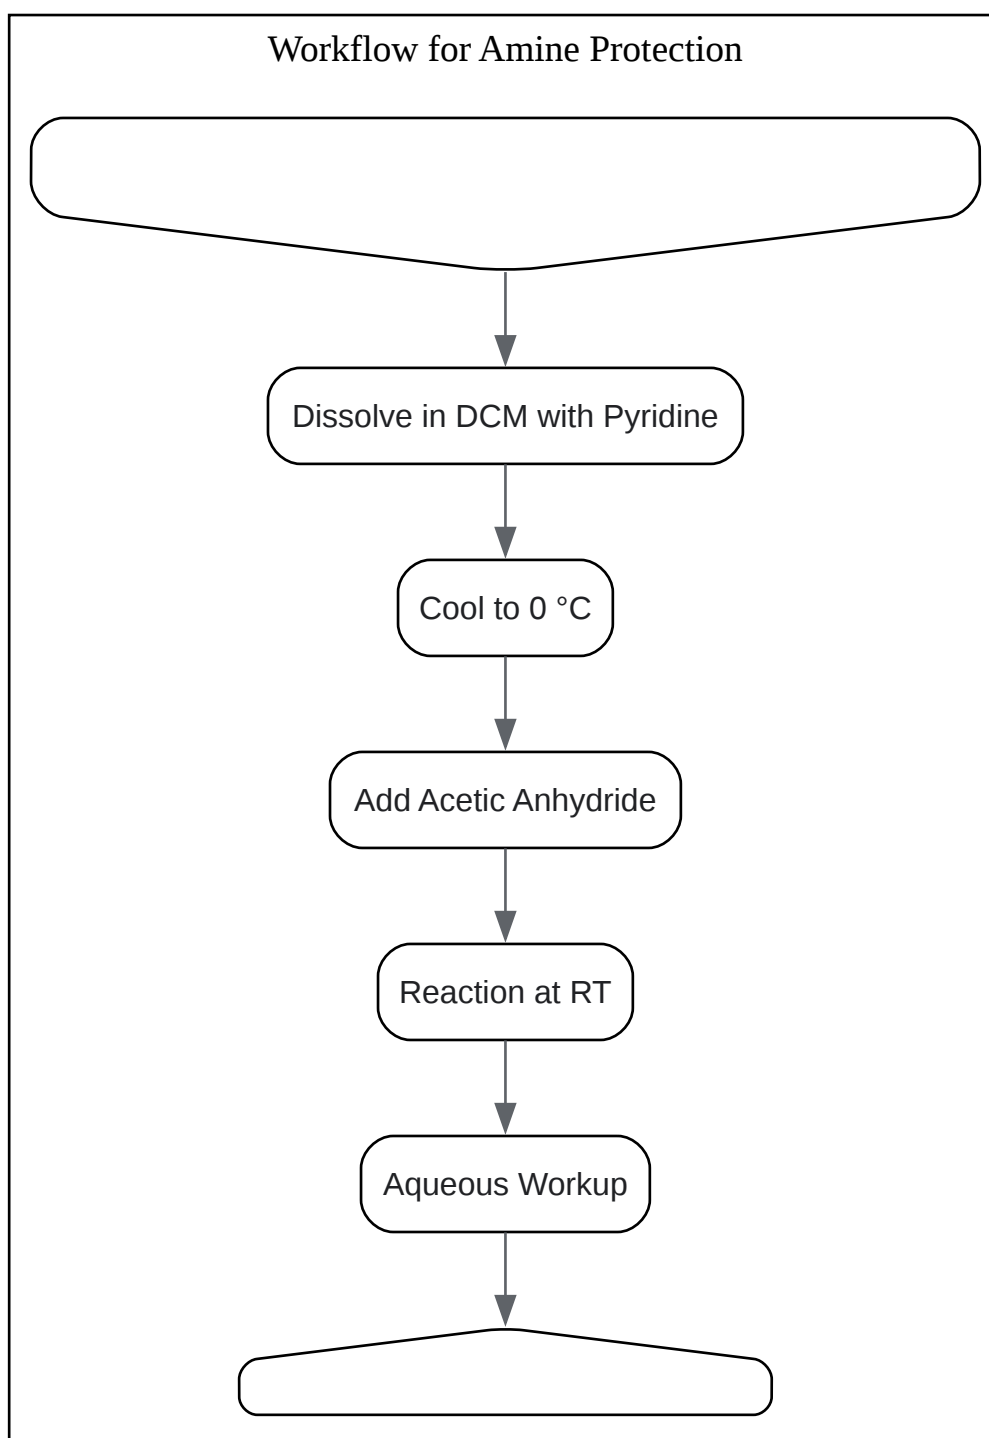 Workflow for Amine Protection
Dissolve in DCM with Pyridine
Cool to 0 °C
Add Acetic Anhydride
Reaction at RT
Aqueous Workup